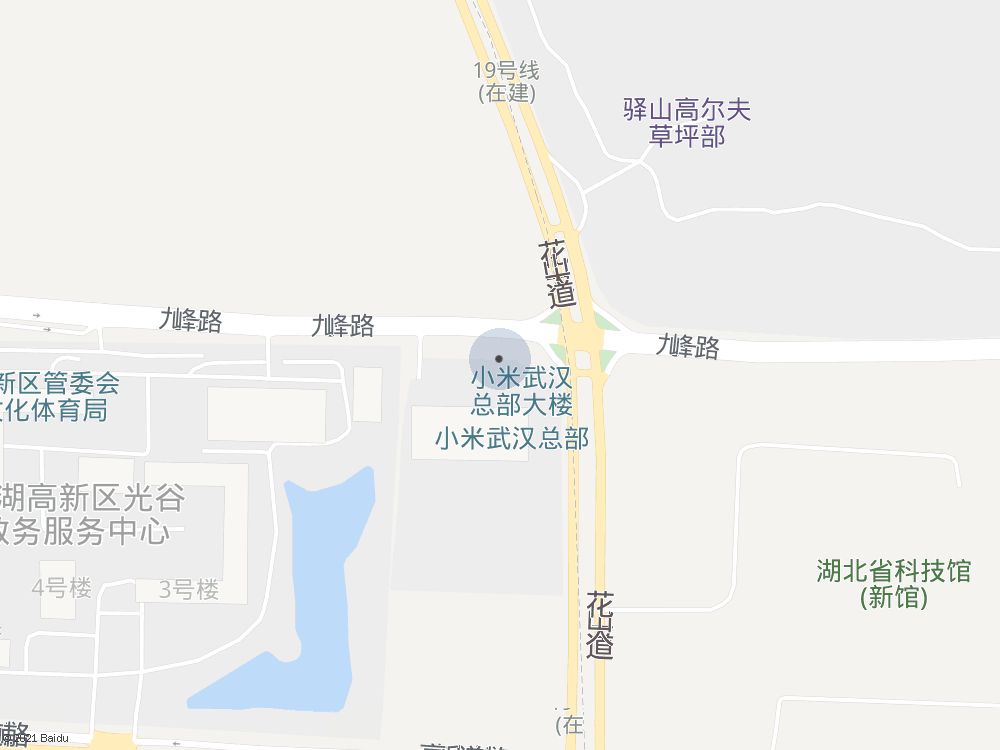 19号线
(在建)
驿山高尔夫
草坪部
花山大道
九峰路
九峰路
九峰路
小米武汉
总部大楼
小米武汉总部
新区管委会
文化体育局
湖高新区光谷
政务服务中心
4号楼
3号楼
湖北省科技馆
(新馆)
花山大道
(在
© 2021 Baidu